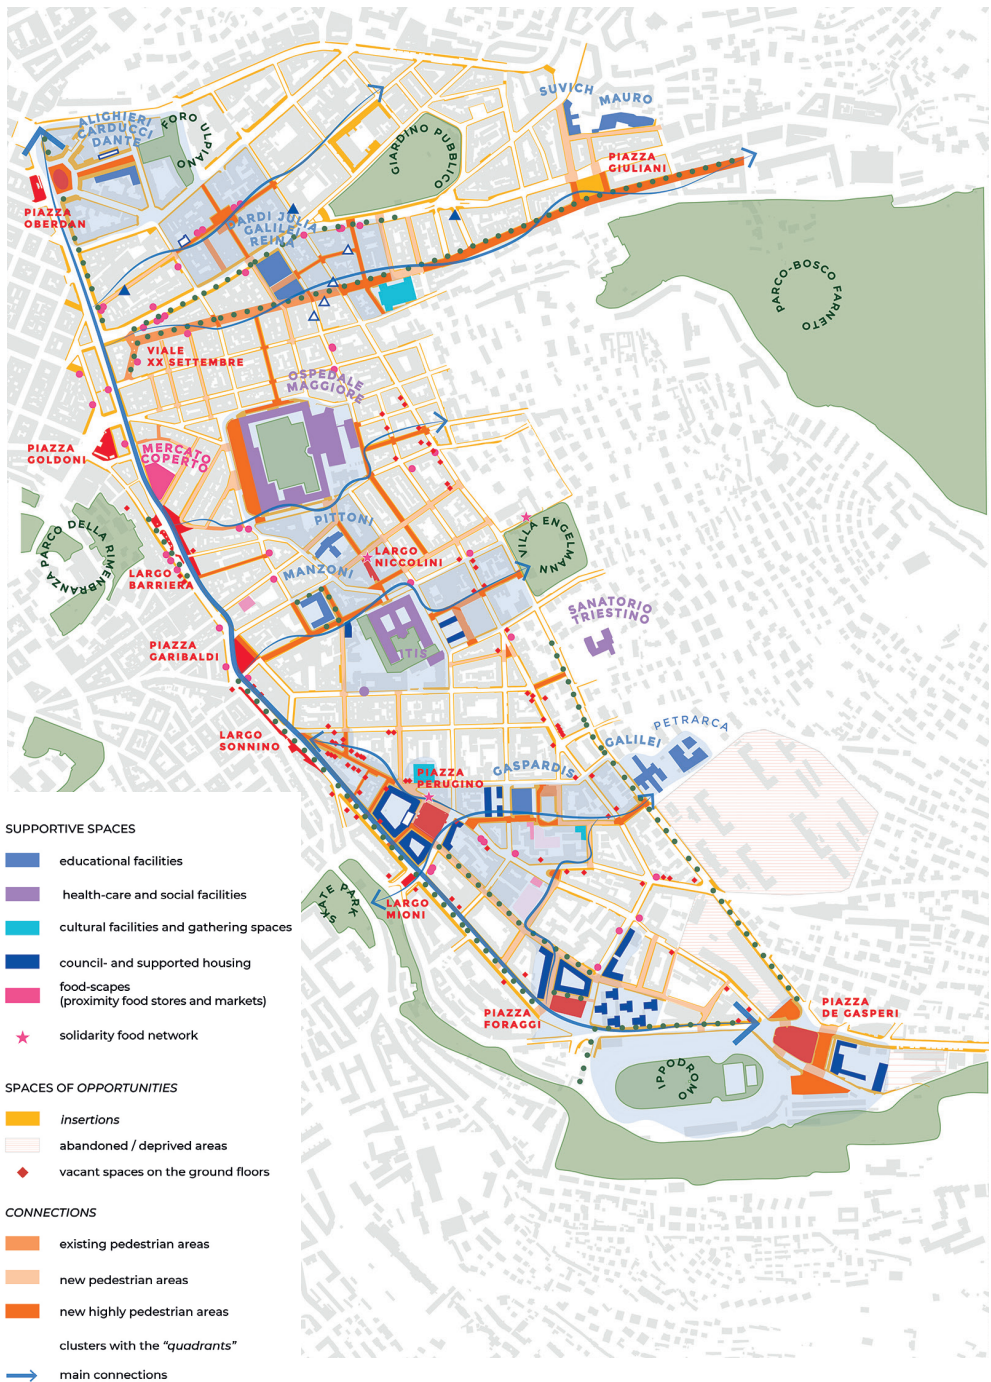 SUVICH
MAURO
ALIGHIERI
CARDUCCI
DANTE
FORO ULPIANO
GIARDINO PUBBLICO
PIAZZA
GIULIANI
PIAZZA
OBERDAN
JULIA
GALILEI
REINA
PARCO-BOSCO FARNETO
VIALE
XX SETTEMBRE
OSPEDALE
MAGGIORE
PIAZZA
GOLDONI
MERCATO
COPERTO
PITTONI
VILLA ENGELMANN
PARCO DELLA RIMENBRANZA
LARGO
NICCOLINI
MANZONI
LARGO
BARRIERA
SANATORIO
TRIESTINO
PIAZZA
GARIBALDI
ITIS
PETRARCA
GALILEI
LARGO
SONNINO
GASPARDIS
PIAZZA
PERUGINO
SKATE PARK
LARGO
MIONI
PIAZZA
FORAGGI
PIAZZA
DE GASPERI
IPPODROMO
SUPPORTIVE SPACES
educational facilities
health-care and social facilities
cultural facilities and gathering spaces
council- and supported housing
food-scapes
(proximity food stores and markets)
solidarity food network
SPACES OF OPPORTUNITIES
insertions
abandoned / deprived areas
vacant spaces on the ground floors
CONNECTIONS
existing pedestrian areas
new pedestrian areas
new highly pedestrian areas
clusters with the “quadrants”
main connections